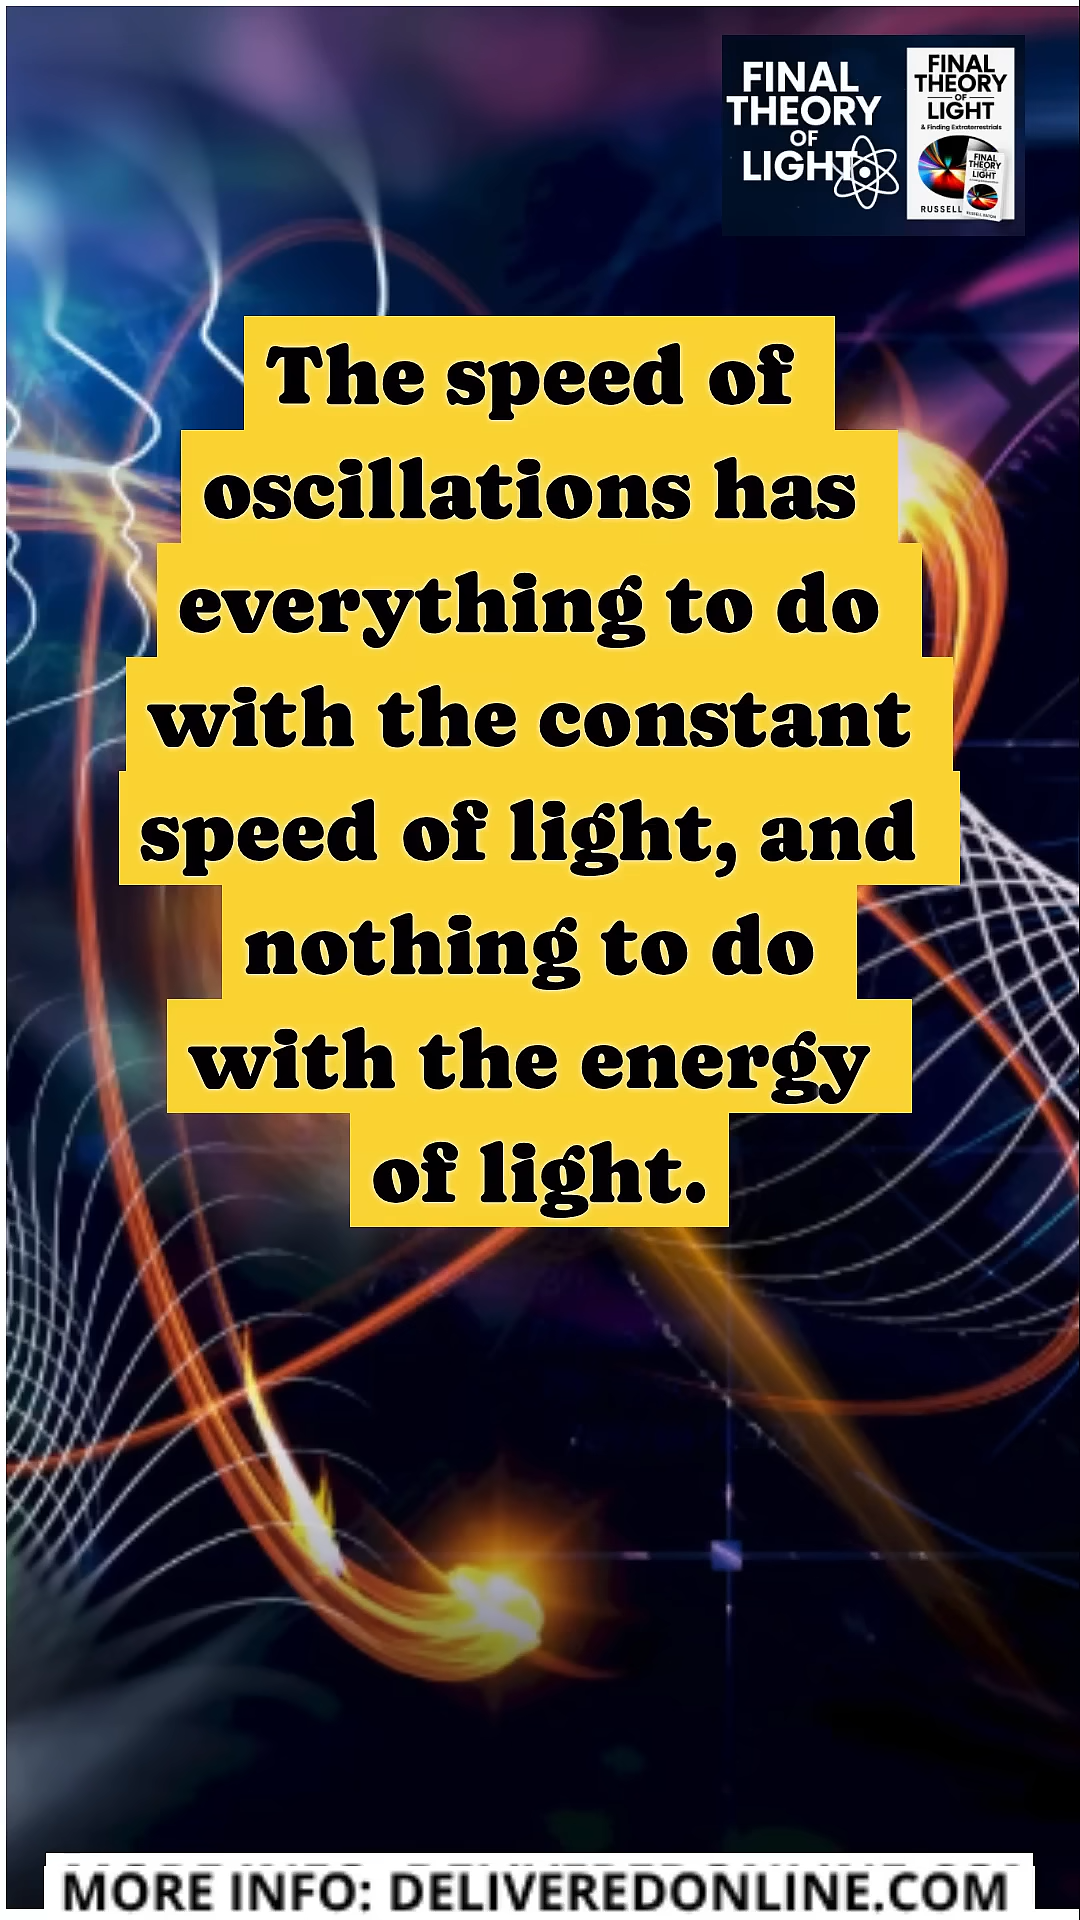 FINAL
THEORY
OF
LIGHT
FINAL
THEORY
OF
LIGHT
& Finding Extraterrestrials
FINAL
THEORY
OF
LIGHT
RUSSELL
The speed of
oscillations has
everything to do
with the constant
speed of light, and
nothing to do
with the energy
of light.
MORE INFO: DELIVEREDONLINE.COM